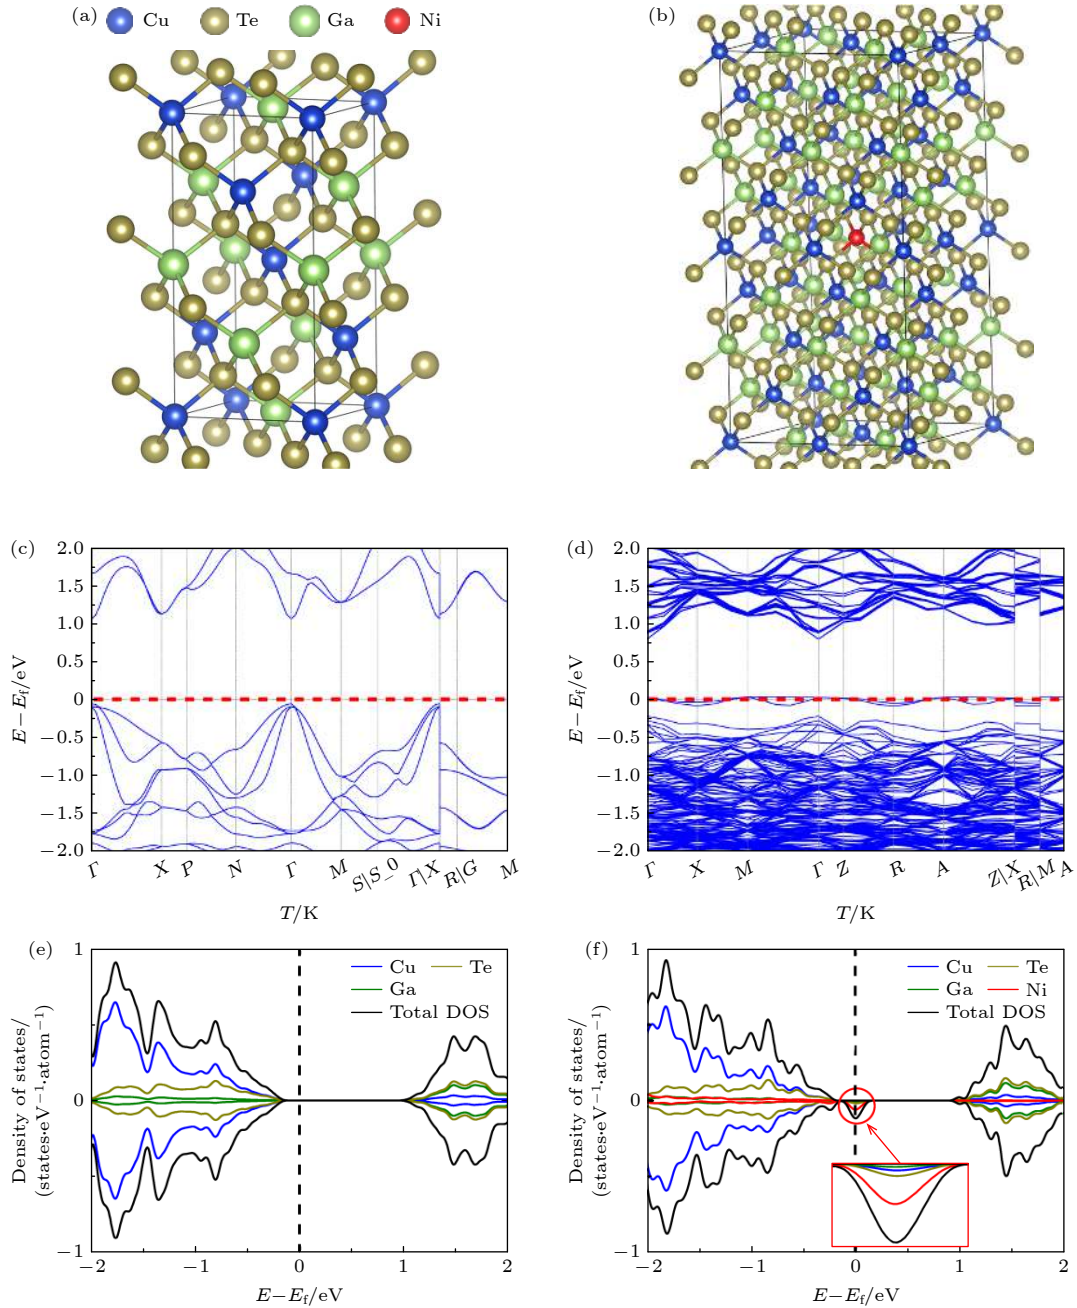 (a) Cu Te Ga Ni
(b)
(c)
2.0
1.5
1.0
0.5
0
−0.5
−1.0
−1.5
−2.0
E−E_f/eV
Γ X P N Γ M S|S_0 Γ|X R|G M
T/K
(d)
2.0
1.5
1.0
0.5
0
−0.5
−1.0
−1.5
−2.0
E−E_f/eV
Γ X M Γ Z R A Z|X R|M A
T/K
(e)
Cu Te
Ga
Total DOS
1
0
−1
Density of states/
(states·eV⁻¹·atom⁻¹)
−2 −1 0 1 2
E−E_f/eV
(f)
Cu Te
Ga Ni
Total DOS
1
0
−1
Density of states/
(states·eV⁻¹·atom⁻¹)
−2 −1 0 1 2
E−E_f/eV